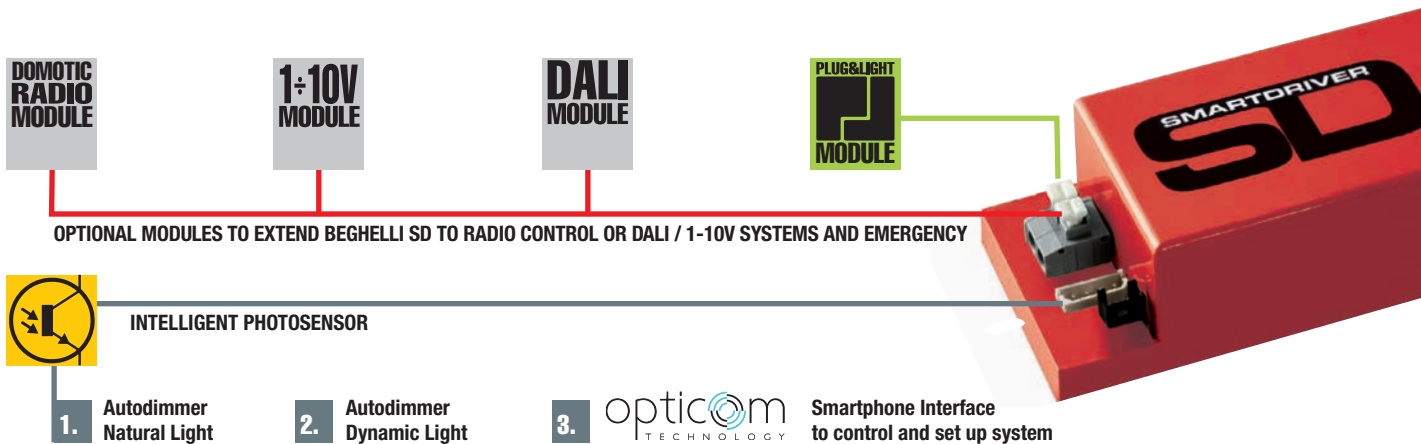 DOMOTIC
RADIO
MODULE
1÷10V
MODULE
DALI
MODULE
PLUG&LIGHT
MODULE
SMARTDRIVER
SD
OPTIONAL MODULES TO EXTEND BEGHELLI SD TO RADIO CONTROL OR DALI / 1-10V SYSTEMS AND EMERGENCY
INTELLIGENT PHOTOSENSOR
1.
Autodimmer
Natural Light
2.
Autodimmer
Dynamic Light
3.
opticom
TECHNOLOGY
Smartphone Interface
to control and set up system